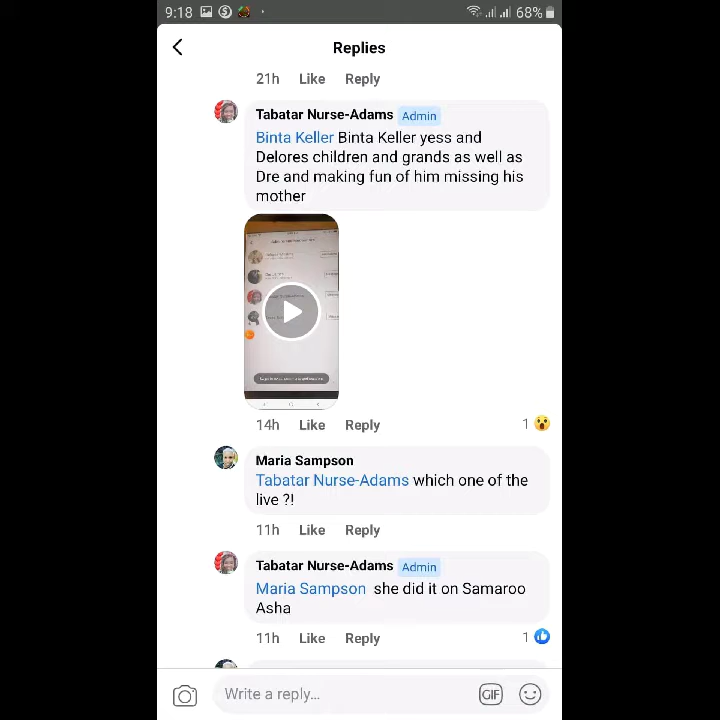 9:18
68%
Replies
21h Like Reply
Tabatar Nurse-Adams Admin
Binta Keller Binta Keller yess and
Delores children and grands as well as
Dre and making fun of him missing his
mother
14h Like Reply 1
Maria Sampson
Tabatar Nurse-Adams which one of the
live ?!
11h Like Reply
Tabatar Nurse-Adams Admin
Maria Sampson she did it on Samaroo
Asha
11h Like Reply 1
Write a reply...
GIF